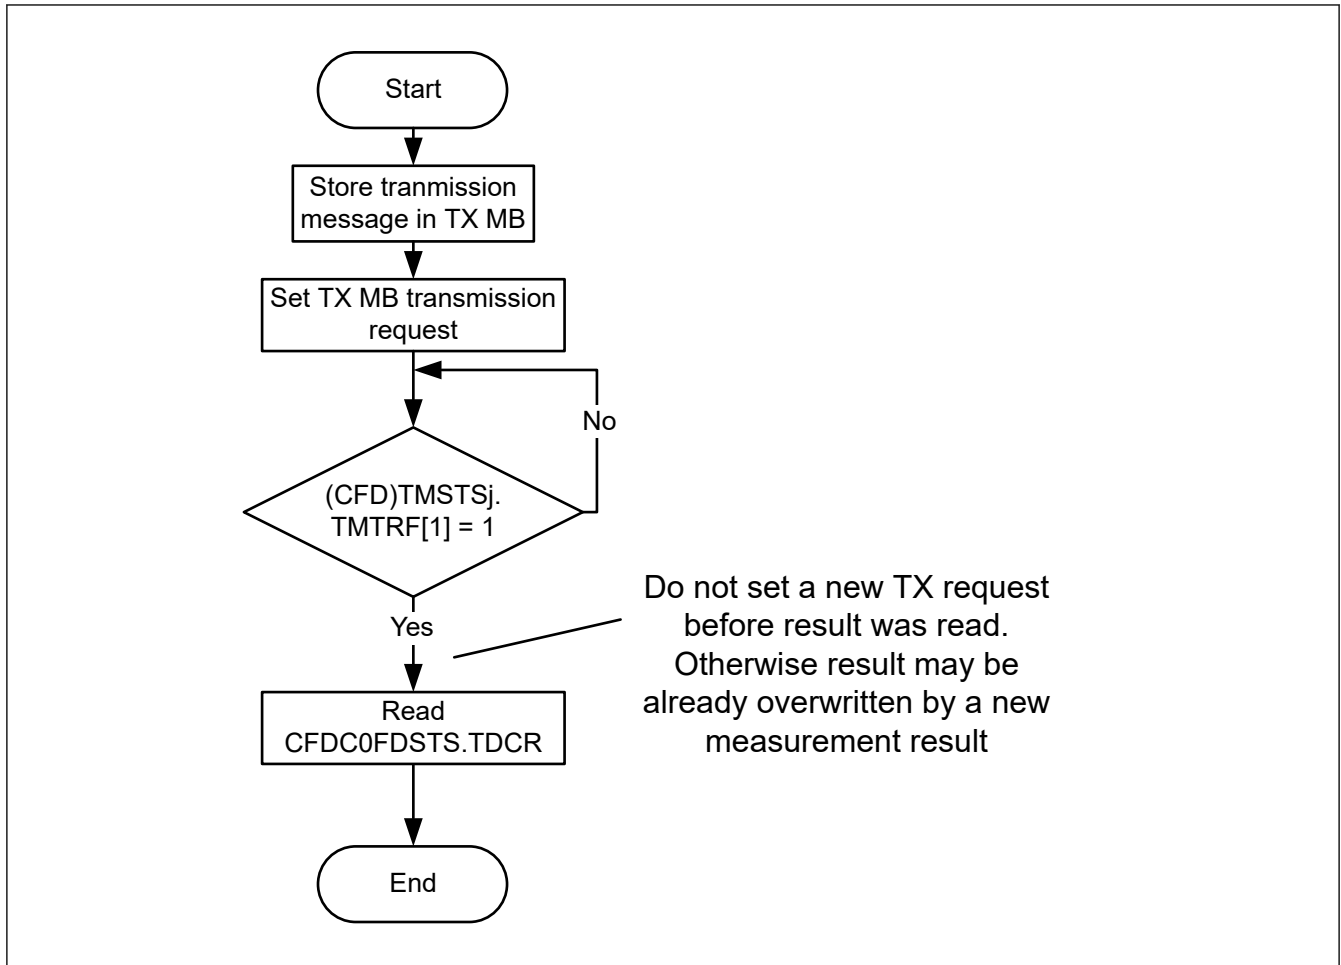 Start
Store tranmission
message in TX MB
Set TX MB transmission
request
No
(CFD)TMSTSj.
TMTRF[1] = 1
Yes
Do not set a new TX request
before result was read.
Otherwise result may be
already overwritten by a new
measurement result
Read
CFDC0FDSTS.TDCR
End